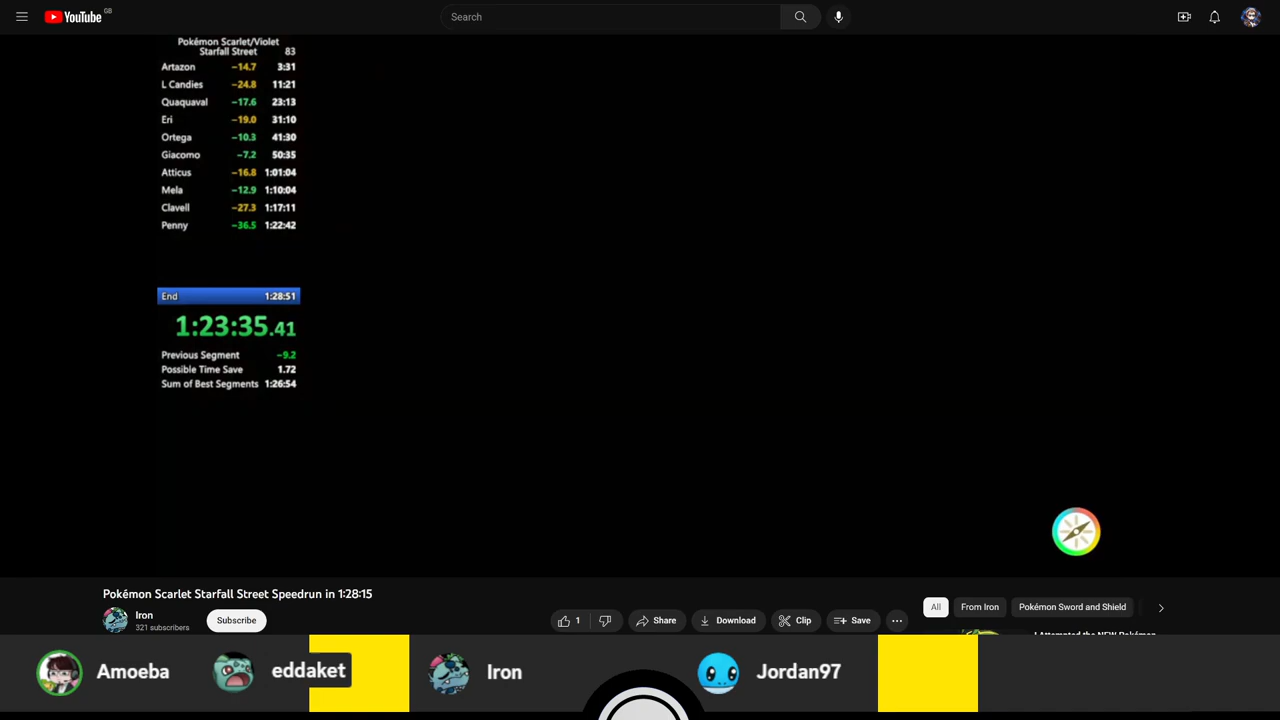 YouTube GB
Search
Pokémon Scarlet/Violet
Starfall Street 83
Artazon −14.7 3:31
L Candies −24.8 11:21
Quaquaval −17.6 23:13
Eri −19.0 31:10
Ortega −10.3 41:30
Giacomo −7.2 50:35
Atticus −16.8 1:01:04
Mela −12.9 1:10:04
Clavell −27.3 1:17:11
Penny −36.5 1:22:42
End 1:28:51
1:23:35.41
Previous Segment −9.2
Possible Time Save 1.72
Sum of Best Segments 1:26:54
Pokémon Scarlet Starfall Street Speedrun in 1:28:15
Iron
321 subscribers
Subscribe
1
Share
Download
Clip
Save
All
From Iron
Pokémon Sword and Shield
I Attempted the NEW Pokémon
Amoeba
eddaket
Iron
Jordan97